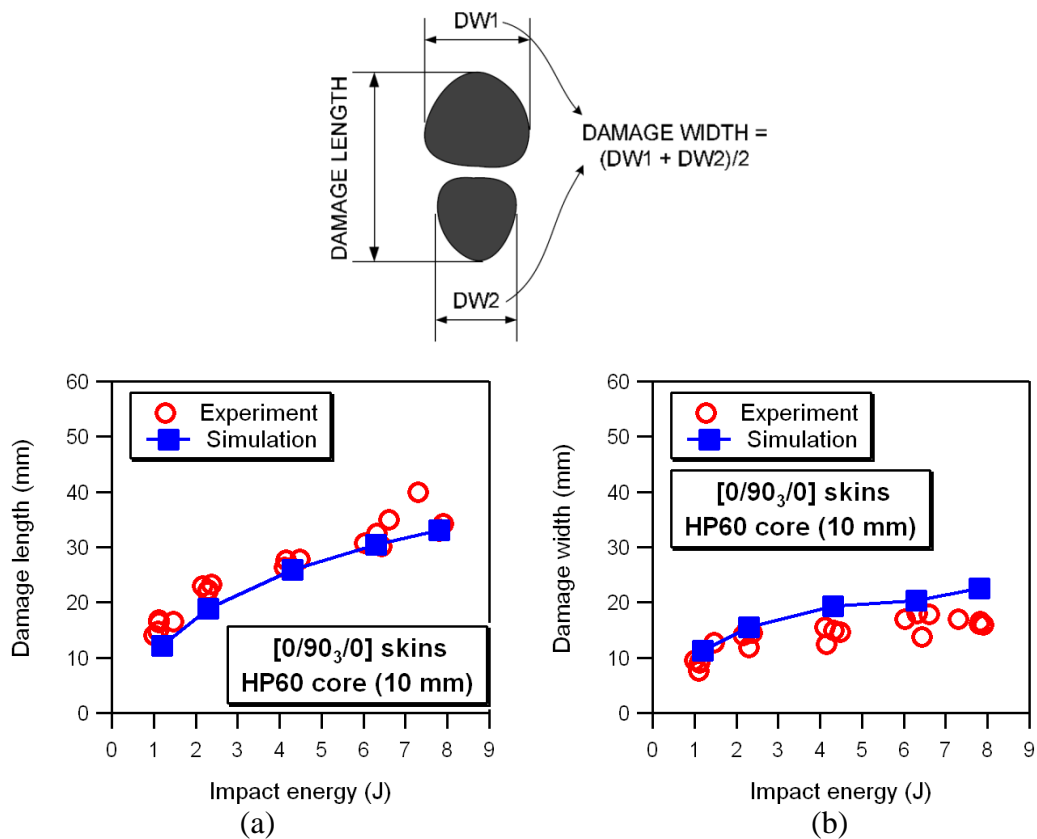 DW1
DAMAGE LENGTH
DAMAGE WIDTH =
(DW1 + DW2)/2
DW2
60
50
40
30
20
10
0
Damage length (mm)
Experiment
Simulation
[0/90₃/0] skins
HP60 core (10 mm)
0 1 2 3 4 5 6 7 8 9
Impact energy (J)
(a)
60
50
40
30
20
10
0
Damage width (mm)
Experiment
Simulation
[0/90₃/0] skins
HP60 core (10 mm)
0 1 2 3 4 5 6 7 8 9
Impact energy (J)
(b)